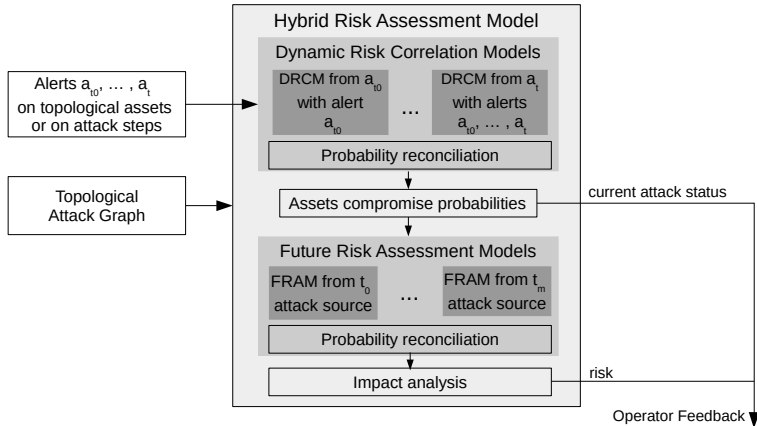 Hybrid Risk Assessment Model
Dynamic Risk Correlation Models
Alerts a_t0, … , a_t
on topological assets
or on attack steps
DRCM from a_t0
with alert
a_t0
...
DRCM from a_t
with alerts
a_t0, … , a_t
Probability reconciliation
Topological
Attack Graph
Assets compromise probabilities
current attack status
Future Risk Assessment Models
FRAM from t_0
attack source
...
FRAM from t_m
attack source
Probability reconciliation
Impact analysis
risk
Operator Feedback